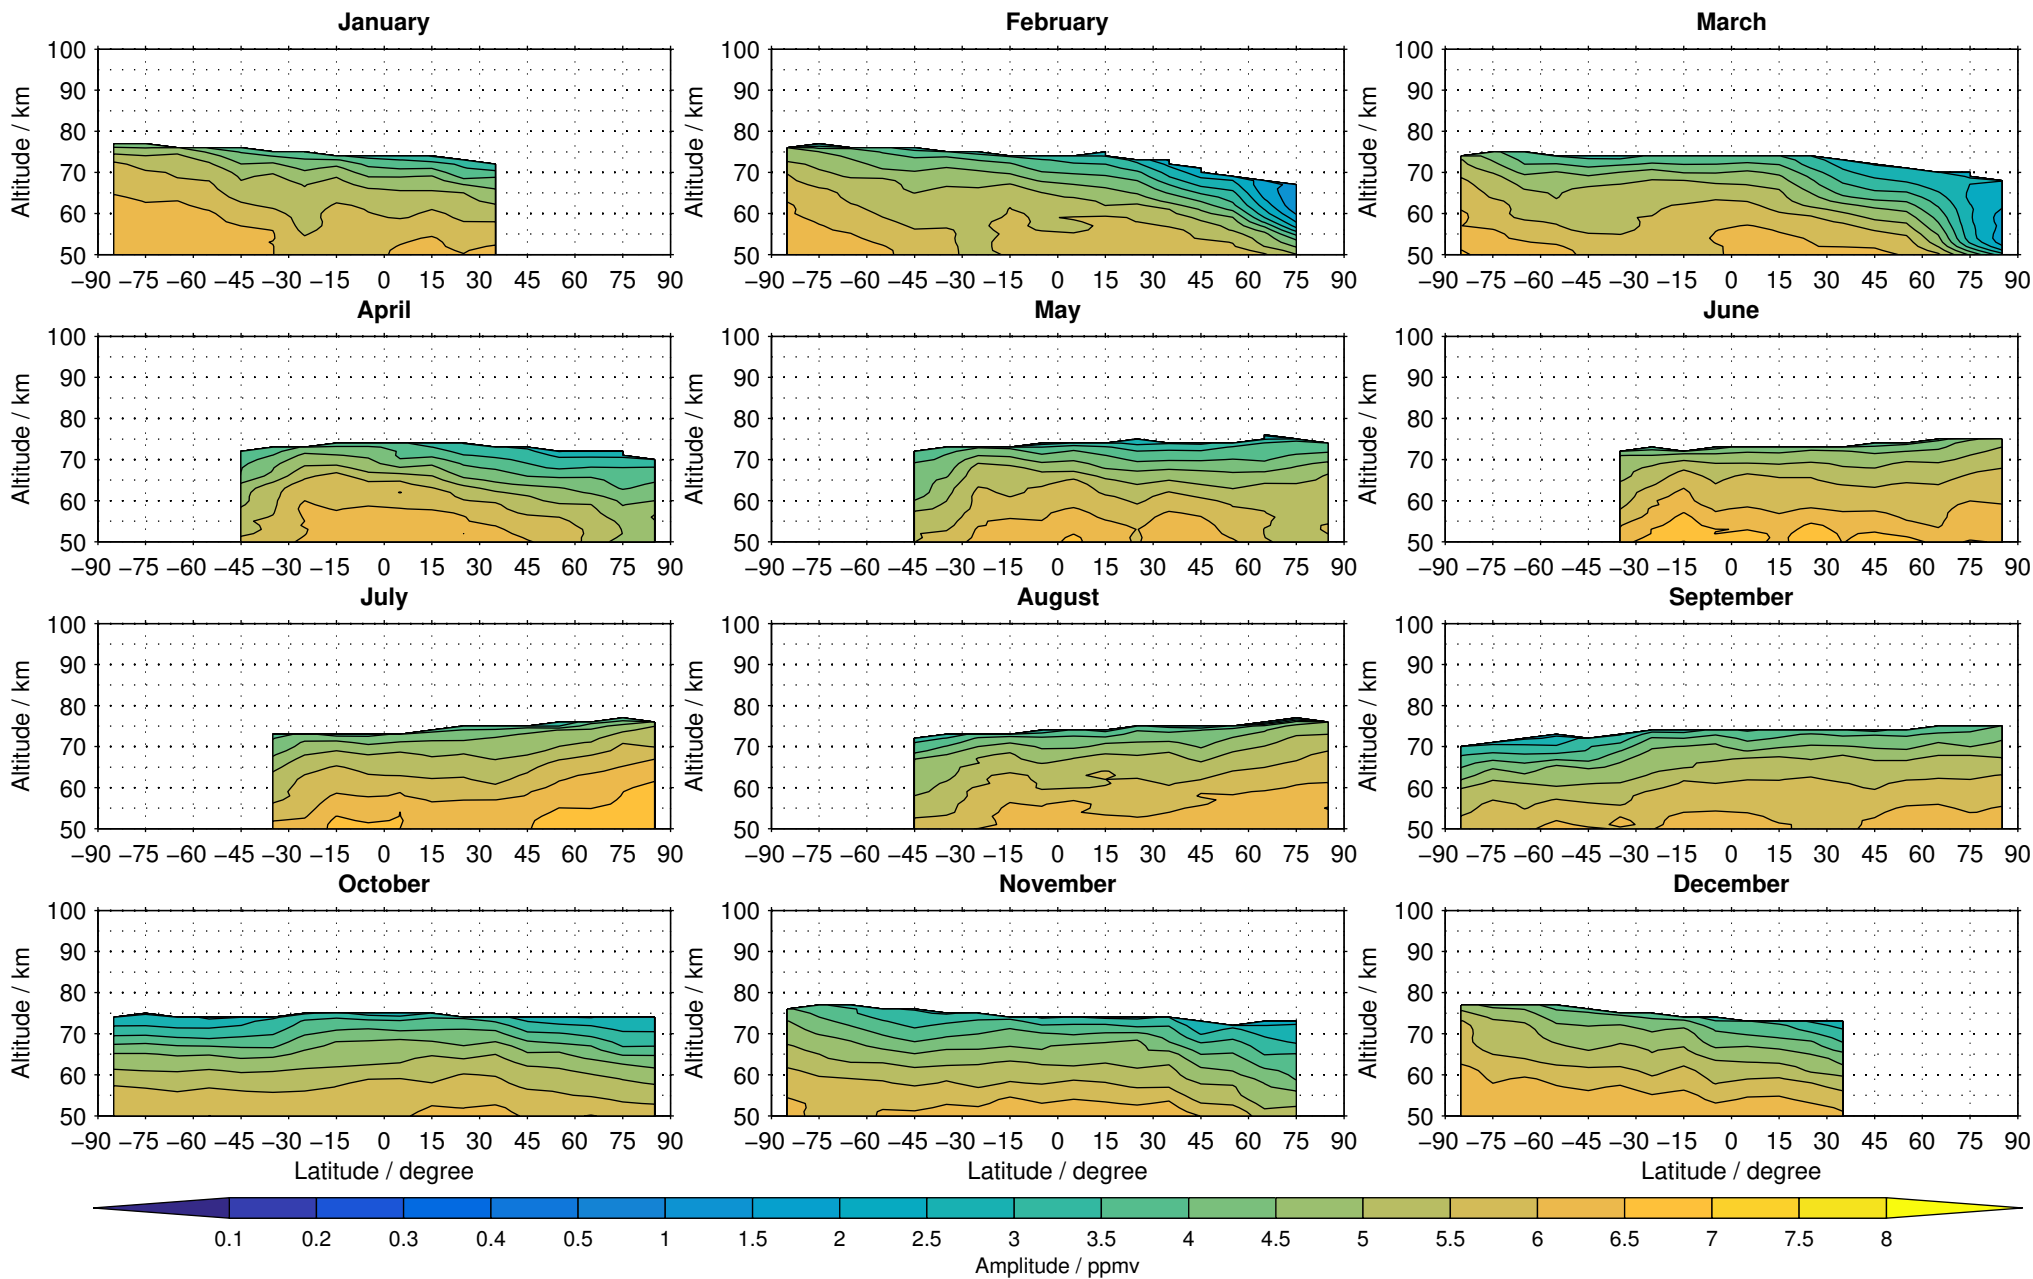 January February March
100 100 100
90 90 90
80 80 80
70 70 70
60 60 60
50 50 50
Altitude / km Altitude / km Altitude / km
−90 −75 −60 −45 −30 −15 0 15 30 45 60 75 90 −90 −75 −60 −45 −30 −15 0 15 30 45 60 75 90 −90 −75 −60 −45 −30 −15 0 15 30 45 60 75 90
April May June
100 100 100
90 90 90
80 80 80
70 70 70
60 60 60
50 50 50
Altitude / km Altitude / km Altitude / km
−90 −75 −60 −45 −30 −15 0 15 30 45 60 75 90 −90 −75 −60 −45 −30 −15 0 15 30 45 60 75 90 −90 −75 −60 −45 −30 −15 0 15 30 45 60 75 90
July August September
100 100 100
90 90 90
80 80 80
70 70 70
60 60 60
50 50 50
Altitude / km Altitude / km Altitude / km
−90 −75 −60 −45 −30 −15 0 15 30 45 60 75 90 −90 −75 −60 −45 −30 −15 0 15 30 45 60 75 90 −90 −75 −60 −45 −30 −15 0 15 30 45 60 75 90
October November December
100 100 100
90 90 90
80 80 80
70 70 70
60 60 60
50 50 50
Altitude / km Altitude / km Altitude / km
−90 −75 −60 −45 −30 −15 0 15 30 45 60 75 90 −90 −75 −60 −45 −30 −15 0 15 30 45 60 75 90 −90 −75 −60 −45 −30 −15 0 15 30 45 60 75 90
Latitude / degree Latitude / degree Latitude / degree
0.1 0.2 0.3 0.4 0.5 1 1.5 2 2.5 3 3.5 4 4.5 5 5.5 6 6.5 7 7.5 8
Amplitude / ppmv